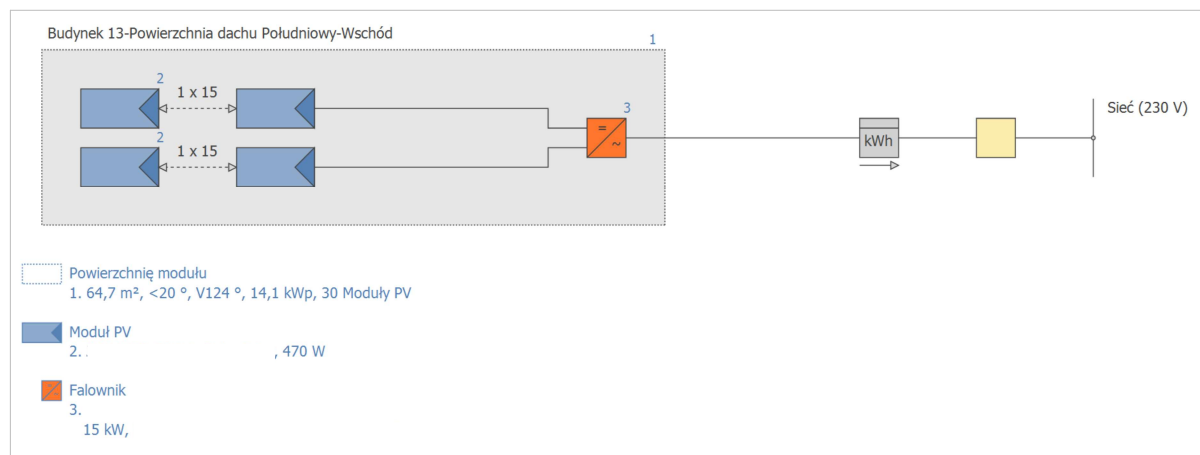 Budynek 13-Powierzchnia dachu Południowy-Wschód
1
2
1 x 15
2
1 x 15
3
=
~
kWh
Sieć (230 V)
Powierzchnię modułu
1. 64,7 m², <20 °, V124 °, 14,1 kWp, 30 Moduły PV
Moduł PV
2. , 470 W
Falownik
3.
15 kW,